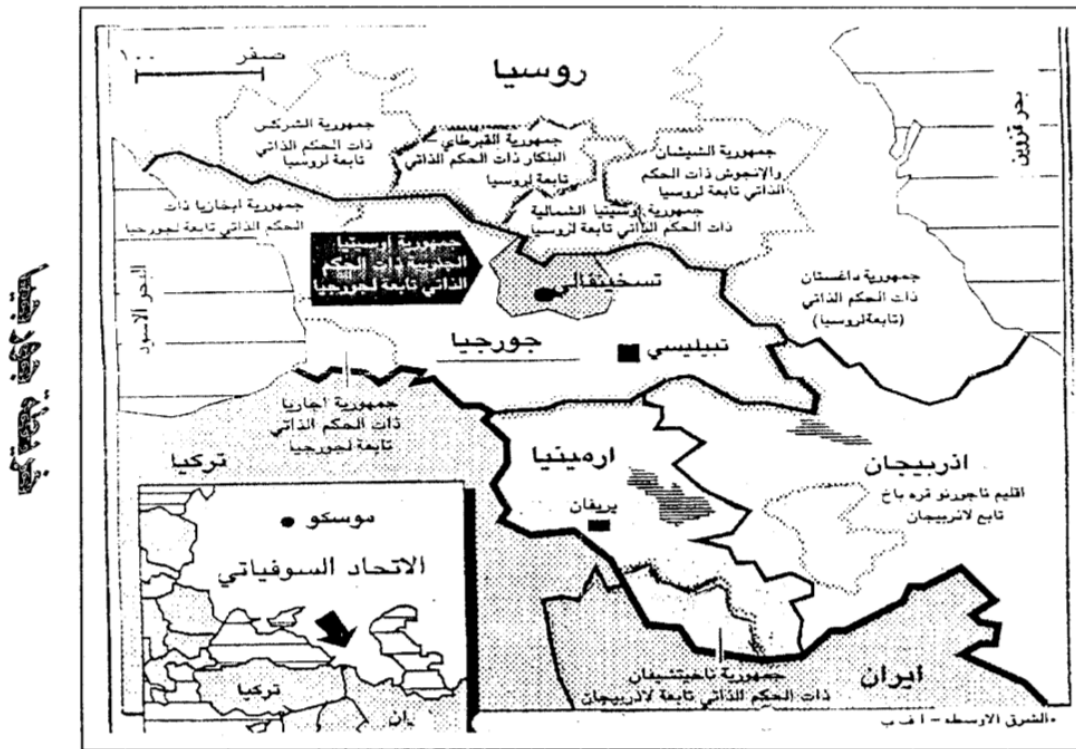 صفر ١٠٠
روسيا
بحر قزوين
جمهورية الشركس
ذات الحكم الذاتي
تابعة لروسيا
جمهورية القبرطاي –
البلكار ذات الحكم الذاتي
تابعة لروسيا
جمهورية الشيشان
والإنجوش ذات الحكم
الذاتي تابعة لروسيا
جمهورية ابخازيا ذات
الحكم الذاتي تابعة لجورجيا
جمهورية اوسيتيا الشمالية
ذات الحكم الذاتي تابعة لروسيا
جمهورية اوسيتيا
الجنوبية ذات الحكم
الذاتي تابعة لجورجيا
تسخينفالي
جمهورية داغستان
ذات الحكم الذاتي
(تابعة لروسيا)
البحر الاسود
جورجيا
تبيليسي
جمهورية اجاريا
ذات الحكم الذاتي
تابعة لجورجيا
تركيا
ارمينيا
يريفان
اذربيجان
اقليم ناجورنو قره باخ
تابع لاذربيجان
موسكو
الاتحاد السوفياتي
تركيا
جمهورية ناخيتشيفان
ذات الحكم الذاتي تابعة لاذربيجان
ايران
«الشرق الاوسط» – ا ف ب